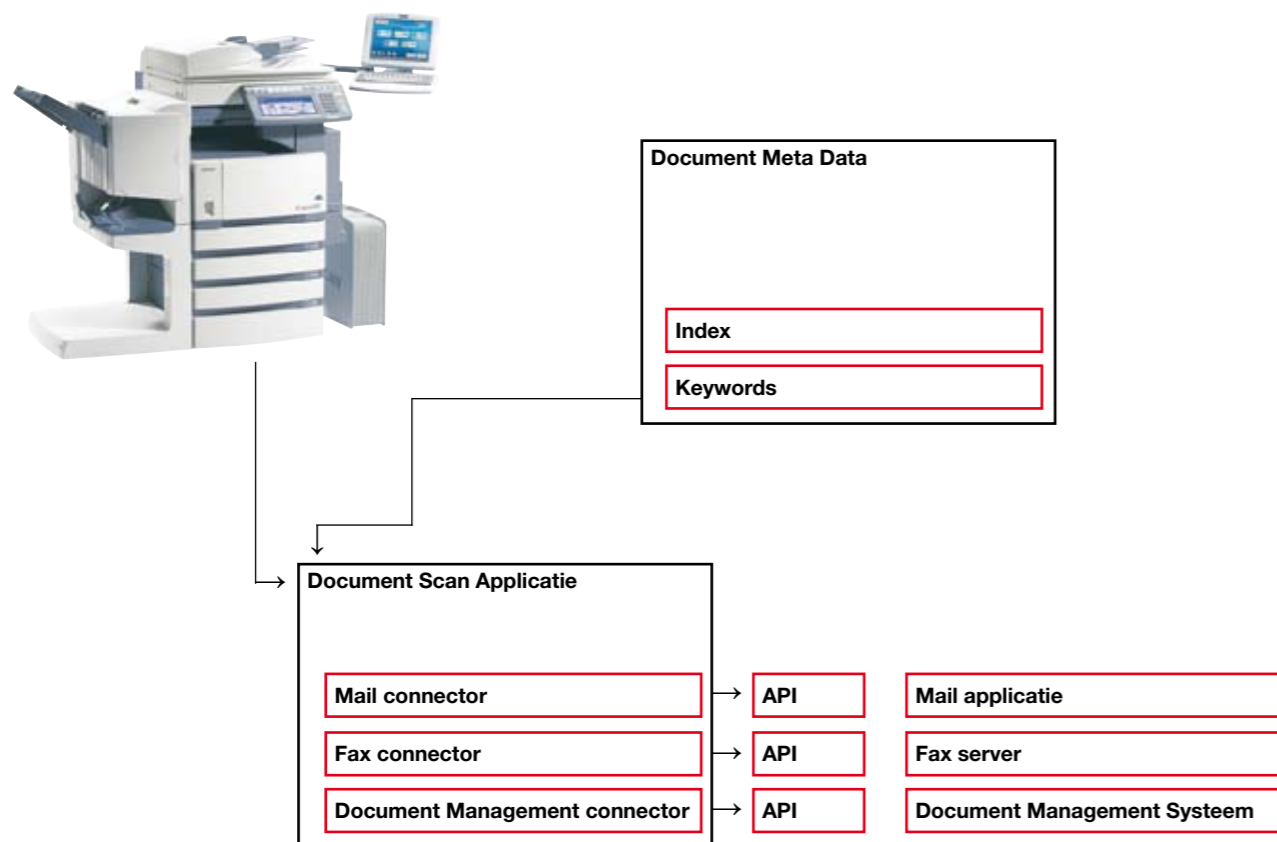 Document Meta Data
Index
Keywords
Document Scan Applicatie
Mail connector
API
Mail applicatie
Fax connector
API
Fax server
Document Management connector
API
Document Management Systeem